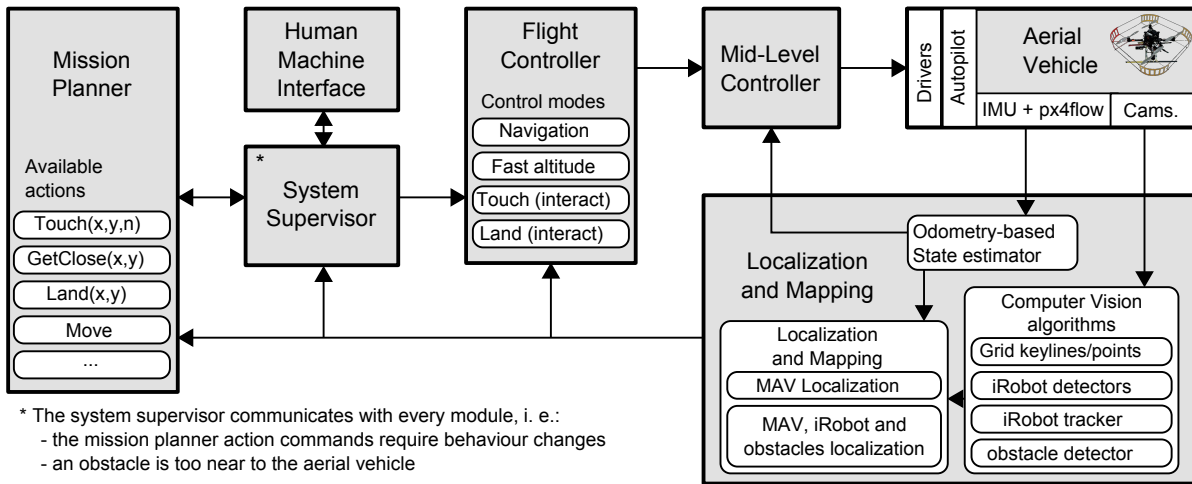 Mission
Planner
Available
actions
Touch(x,y,n)
GetClose(x,y)
Land(x,y)
Move
...
Human
Machine
Interface
*
System
Supervisor
Flight
Controller
Control modes
Navigation
Fast altitude
Touch (interact)
Land (interact)
Mid-Level
Controller
Drivers
Autopilot
Aerial
Vehicle
IMU + px4flow
Cams.
Odometry-based
State estimator
Localization
and Mapping
Localization
and Mapping
MAV Localization
MAV, iRobot and
obstacles localization
Computer Vision
algorithms
Grid keylines/points
iRobot detectors
iRobot tracker
obstacle detector
* The system supervisor communicates with every module, i. e.:
- the mission planner action commands require behaviour changes
- an obstacle is too near to the aerial vehicle